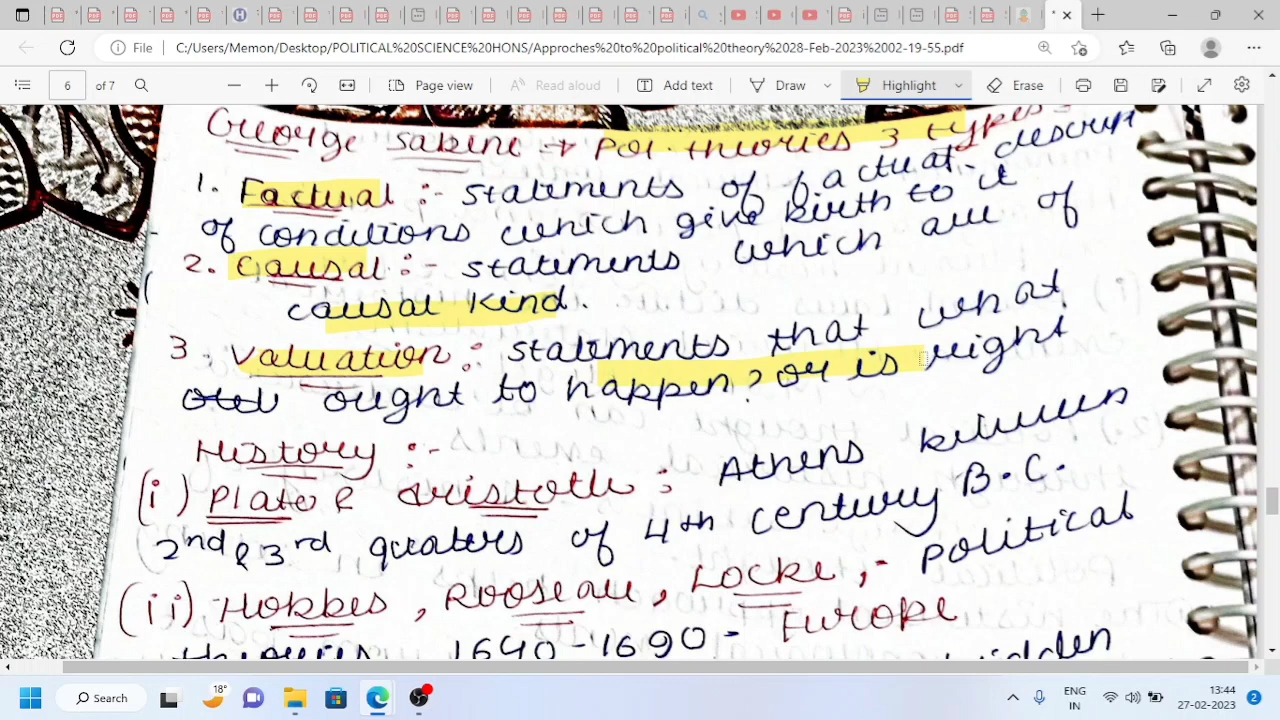 File
C:/Users/Memon/Desktop/POLITICAL%20SCIENCE%20HONS/Approches%20to%20political%20theory%2028-Feb-2023%2002-19-55.pdf
6 of 7
Page view
Read aloud
Add text
Draw
Highlight
Erase
George Sabine → Pol. theories 3 types:-
1. Factual :- statements of factual descript
of conditions which give birth to it
2. Causal :- statements which are of
causal kind.
3. Valuation : statements that what
ought to happen? or is right
History :-
(i) Plato & Aristotle : Athens between
2nd & 3rd quaters of 4th century B.C.
(ii) Hobbes, Rooseau, Locke, :- Political
theories 1640-1690 - Europe
Search
18°
ENG
IN
13:44
27-02-2023
2